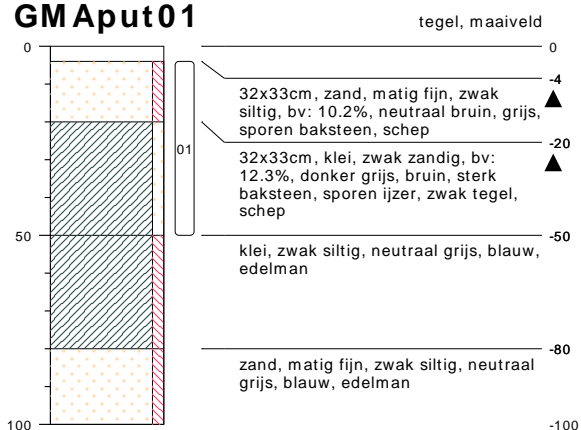 GMAput01
tegel, maaiveld
0
0
-4
32x33cm, zand, matig fijn, zwak
siltig, bv: 10.2%, neutraal bruin, grijs,
sporen baksteen, schep
-20
01
32x33cm, klei, zwak zandig, bv:
12.3%, donker grijs, bruin, sterk
baksteen, sporen ijzer, zwak tegel,
schep
50
-50
klei, zwak siltig, neutraal grijs, blauw,
edelman
-80
zand, matig fijn, zwak siltig, neutraal
grijs, blauw, edelman
100
-100